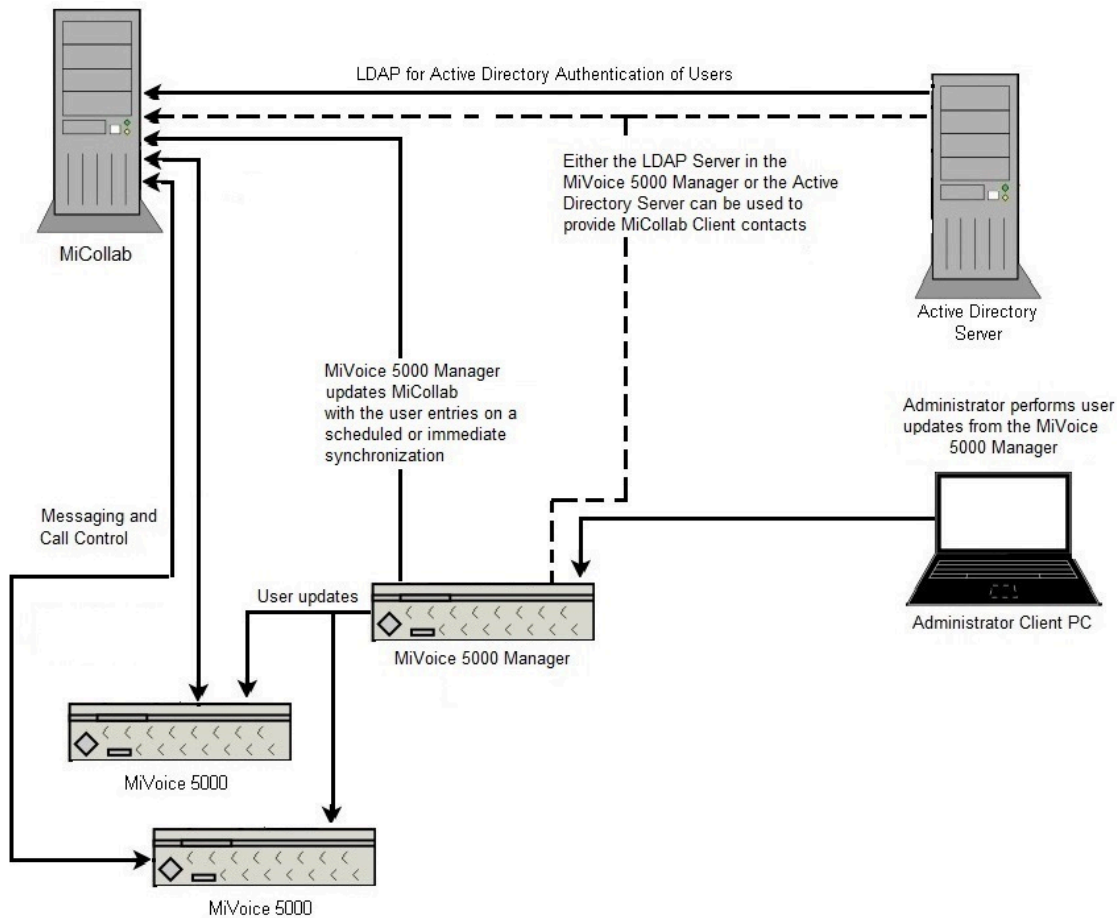 LDAP for Active Directory Authentication of Users
Either the LDAP Server in the
MiVoice 5000 Manager or the Active
Directory Server can be used to
provide MiCollab Client contacts
MiCollab
Active Directory
Server
MiVoice 5000 Manager
updates MiCollab
with the user entries on a
scheduled or immediate
synchronization
Administrator performs user
updates from the MiVoice
5000 Manager
Messaging and
Call Control
User updates
Administrator Client PC
MiVoice 5000 Manager
MiVoice 5000
MiVoice 5000